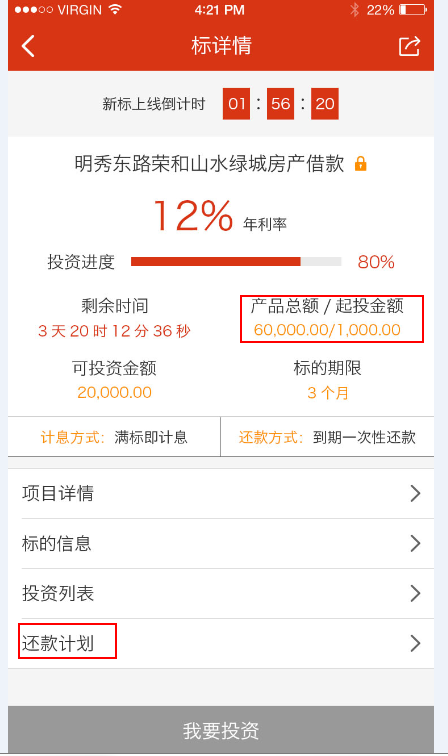 VIRGIN 4:21 PM 22%
标详情
新标上线倒计时 01 : 56 : 20
明秀东路荣和山水绿城房产借款
12% 年利率
投资进度 80%
剩余时间 产品总额 / 起投金额
3 天 20 时 12 分 36 秒 60,000.00/1,000.00
可投资金额 标的期限
20,000.00 3 个月
计息方式: 满标即计息 还款方式: 到期一次性还款
项目详情
标的信息
投资列表
还款计划
我要投资